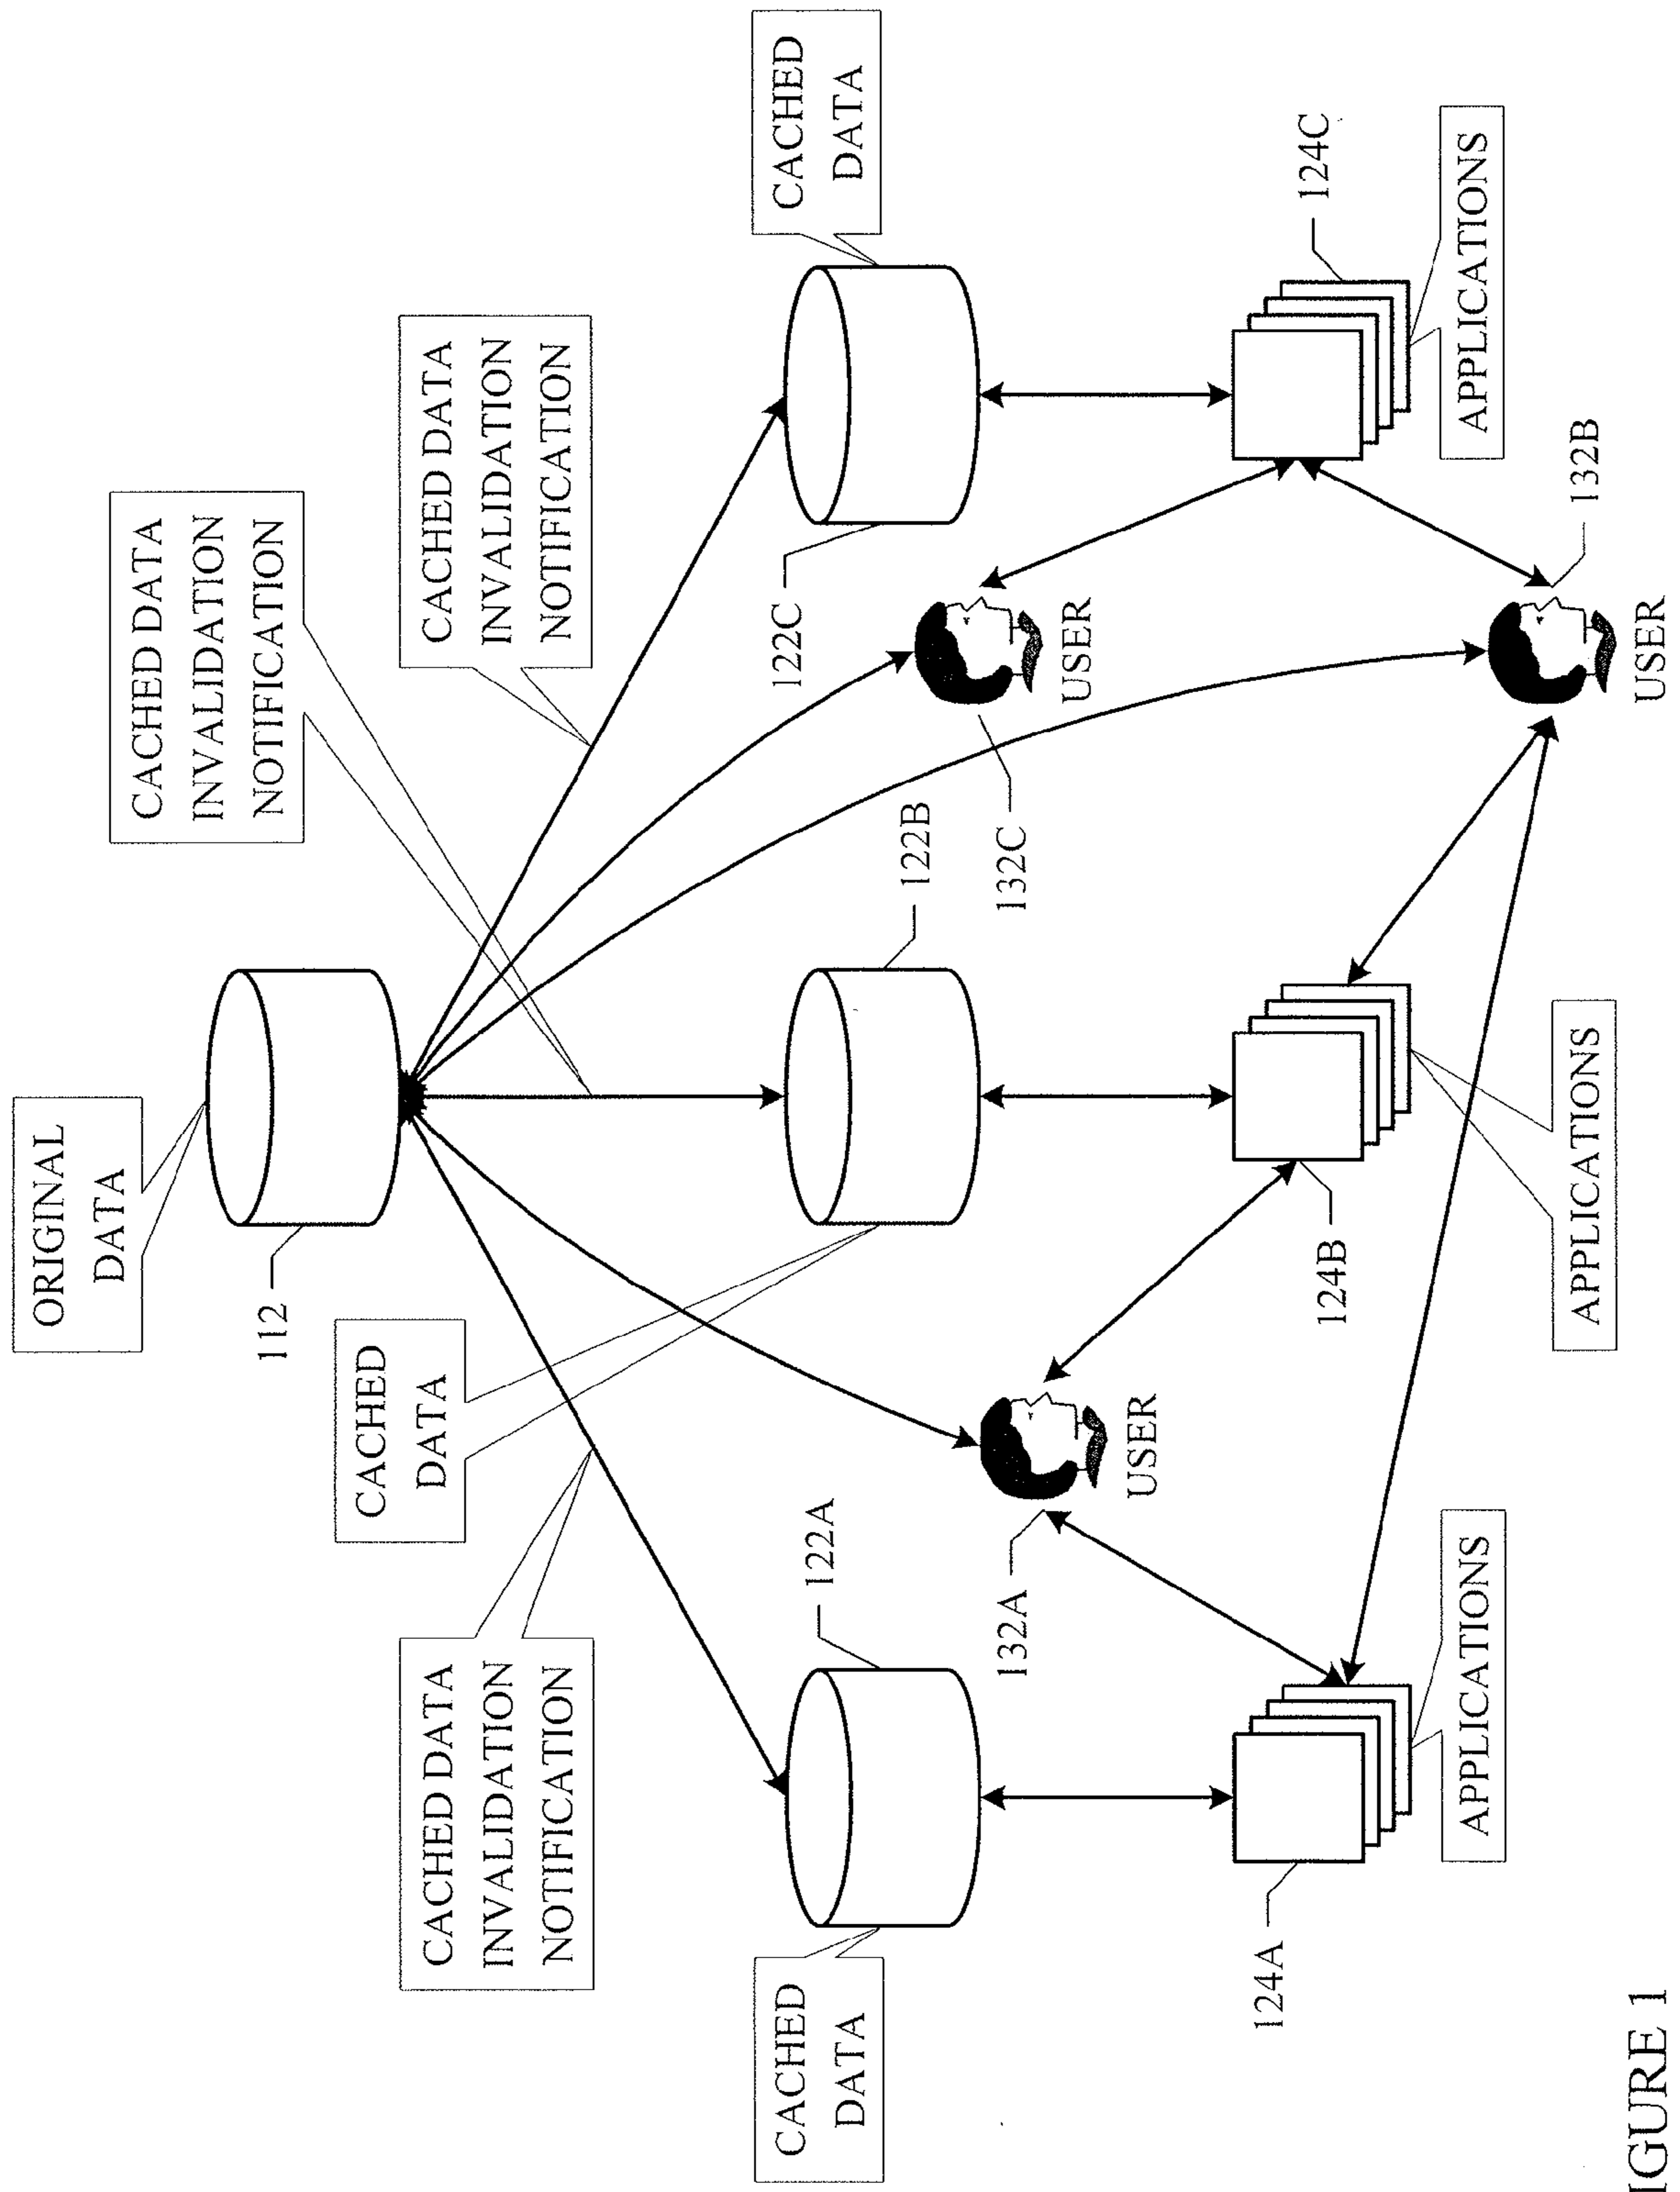 ORIGINAL
DATA
112
CACHED DATA
INVALIDATION
NOTIFICATION
CACHED DATA
INVALIDATION
NOTIFICATION
CACHED DATA
INVALIDATION
NOTIFICATION
CACHED
DATA
CACHED
DATA
122A
CACHED
DATA
122B
122C
132A
USER
132C
USER
124A
124B
124C
APPLICATIONS
APPLICATIONS
APPLICATIONS
132B
USER
IGURE 1